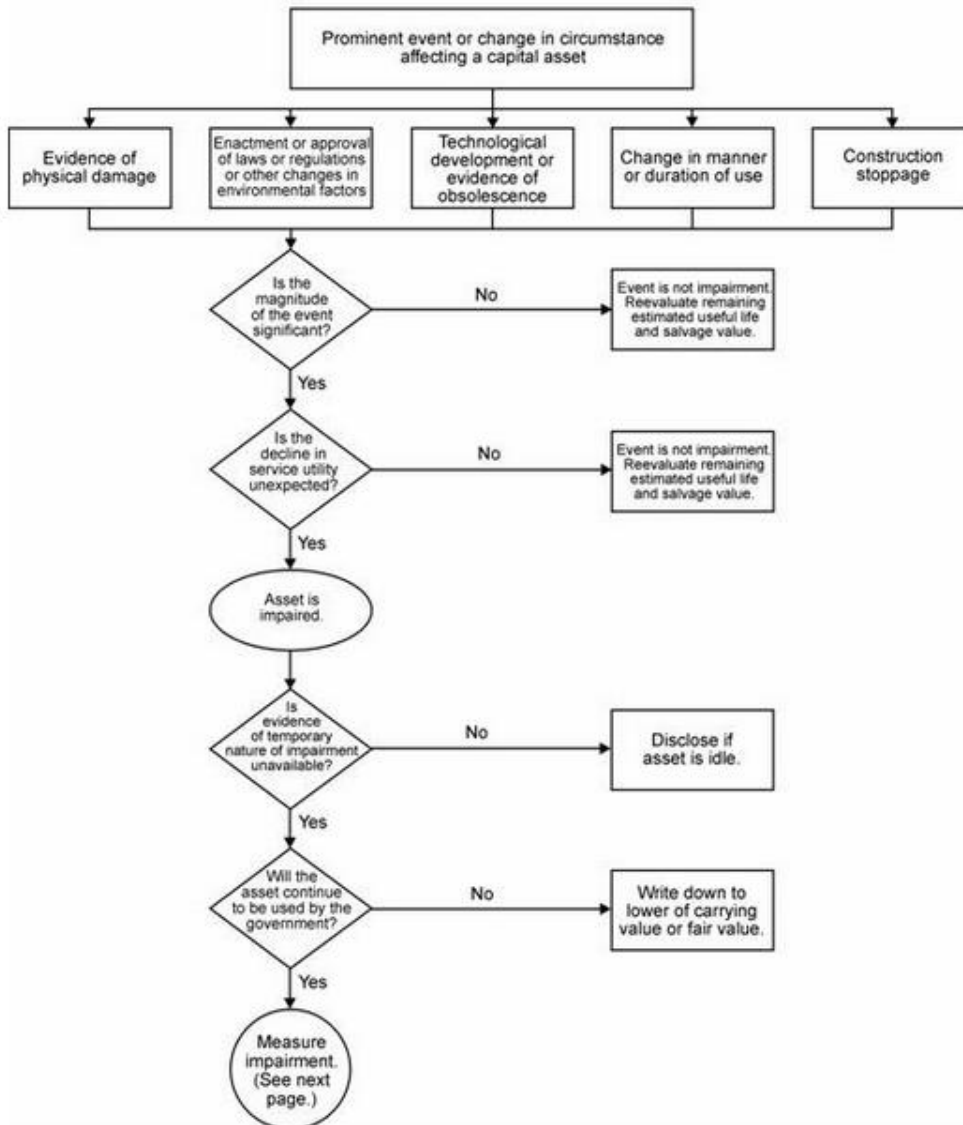 Prominent event or change in circumstance
affecting a capital asset
Evidence of
physical damage
Enactment or approval
of laws or regulations
or other changes in
environmental factors
Technological
development or
evidence of
obsolescence
Change in manner
or duration of use
Construction
stoppage
Is the
magnitude
of the event
significant?
No
Event is not impairment.
Reevaluate remaining
estimated useful life
and salvage value.
Yes
Is the
decline in
service utility
unexpected?
No
Event is not impairment.
Reevaluate remaining
estimated useful life
and salvage value.
Yes
Asset is
impaired.
Is
evidence
of temporary
nature of impairment
unavailable?
No
Disclose if
asset is idle.
Yes
Will the
asset continue
to be used by the
government?
No
Write down to
lower of carrying
value or fair value.
Yes
Measure
impairment.
(See next
page.)